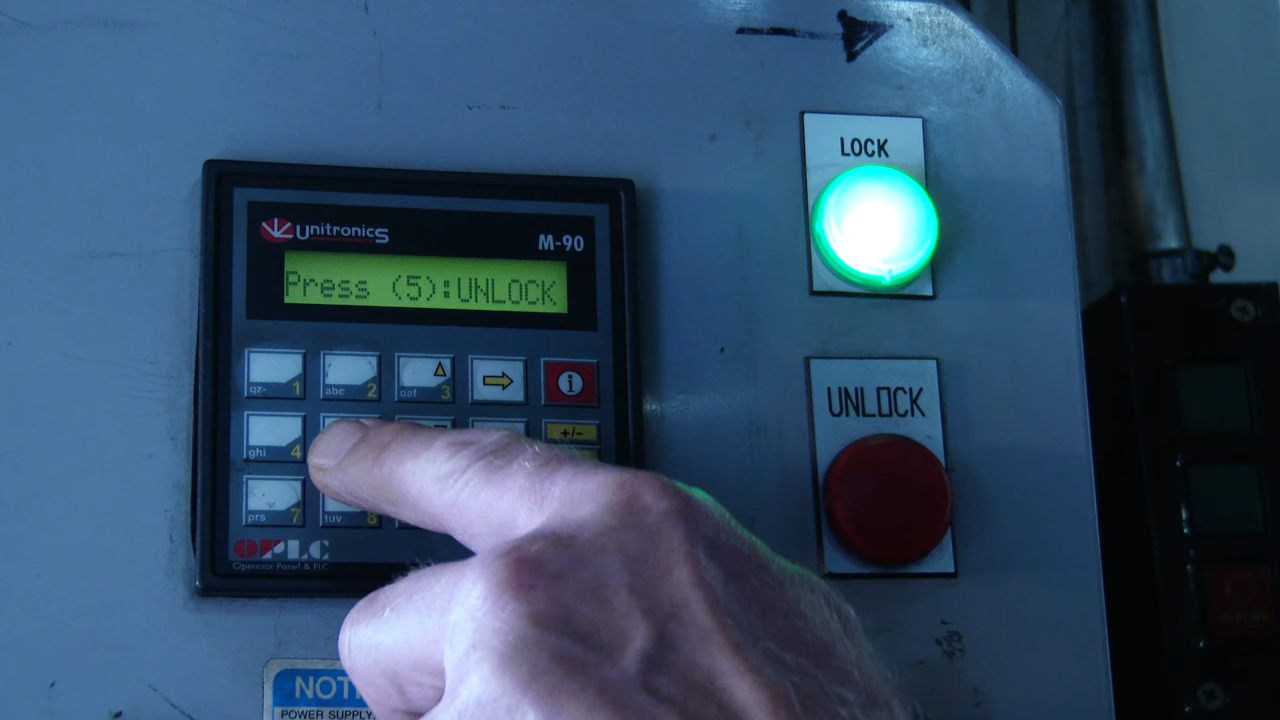 LOCK
UnitronicS
M-90
Press (5):UNLOCK
qz- 1
abc 2
def 3
i
UNLOCK
ghi 4
+/-
prs 7
tuv 8
OPLC
Operator Panel & PLC
NOTI
POWER SUPPLY